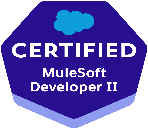 CERTIFIED
MuleSoft
Developer II